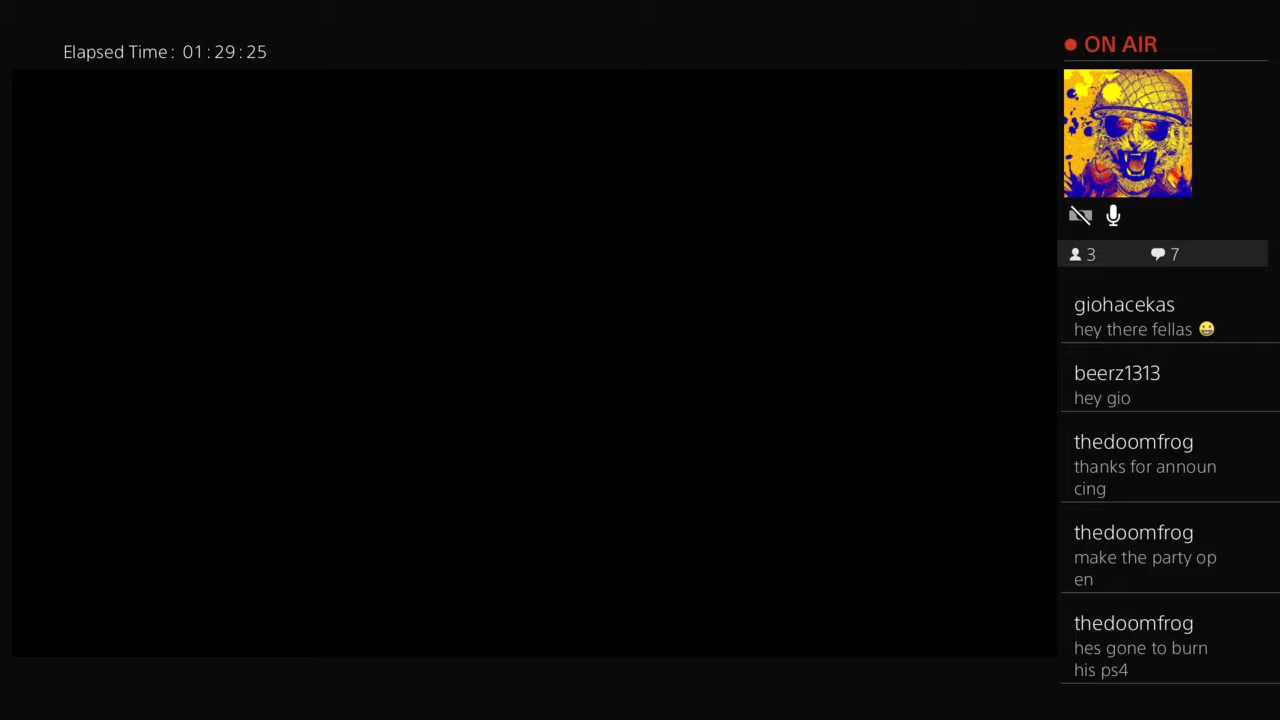 Elapsed Time: 01:29:25
ON AIR
3 7
giohacekas
hey there fellas 😀
beerz1313
hey gio
thedoomfrog
thanks for announ
cing
thedoomfrog
make the party op
en
thedoomfrog
hes gone to burn
his ps4